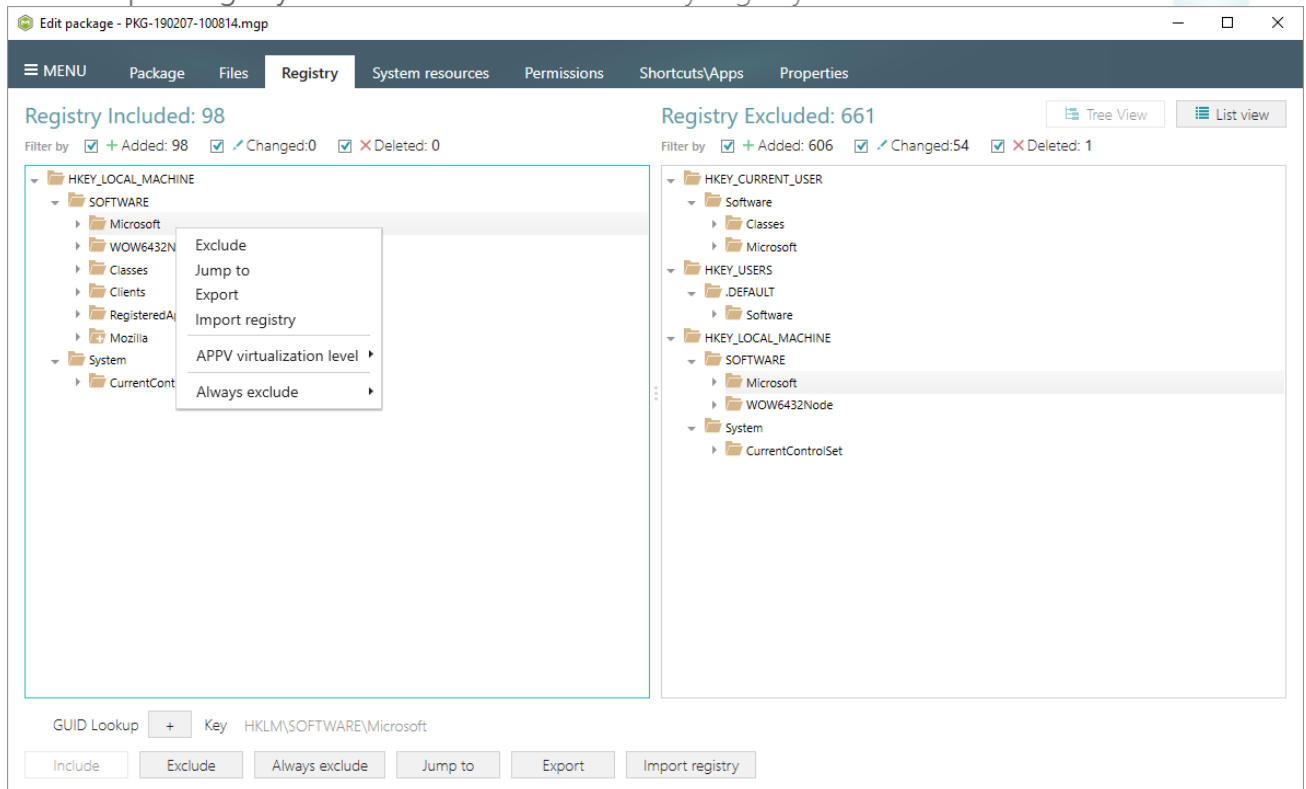 Edit package - PKG-190207-100814.mgp
MENU Package Files Registry System resources Permissions Shortcuts\Apps Properties
Registry Included: 98
Filter by Added: 98 Changed:0 Deleted: 0
HKEY_LOCAL_MACHINE
SOFTWARE
Microsoft
WOW6432N
Classes
Clients
RegisteredA
Mozilla
System
CurrentCont
Exclude
Jump to
Export
Import registry
APPV virtualization level
Always exclude
Registry Excluded: 661
Tree View List view
Filter by Added: 606 Changed:54 Deleted: 1
HKEY_CURRENT_USER
Software
Classes
Microsoft
HKEY_USERS
.DEFAULT
Software
HKEY_LOCAL_MACHINE
SOFTWARE
Microsoft
WOW6432Node
System
CurrentControlSet
GUID Lookup + Key HKLM\SOFTWARE\Microsoft
Include Exclude Always exclude Jump to Export Import registry